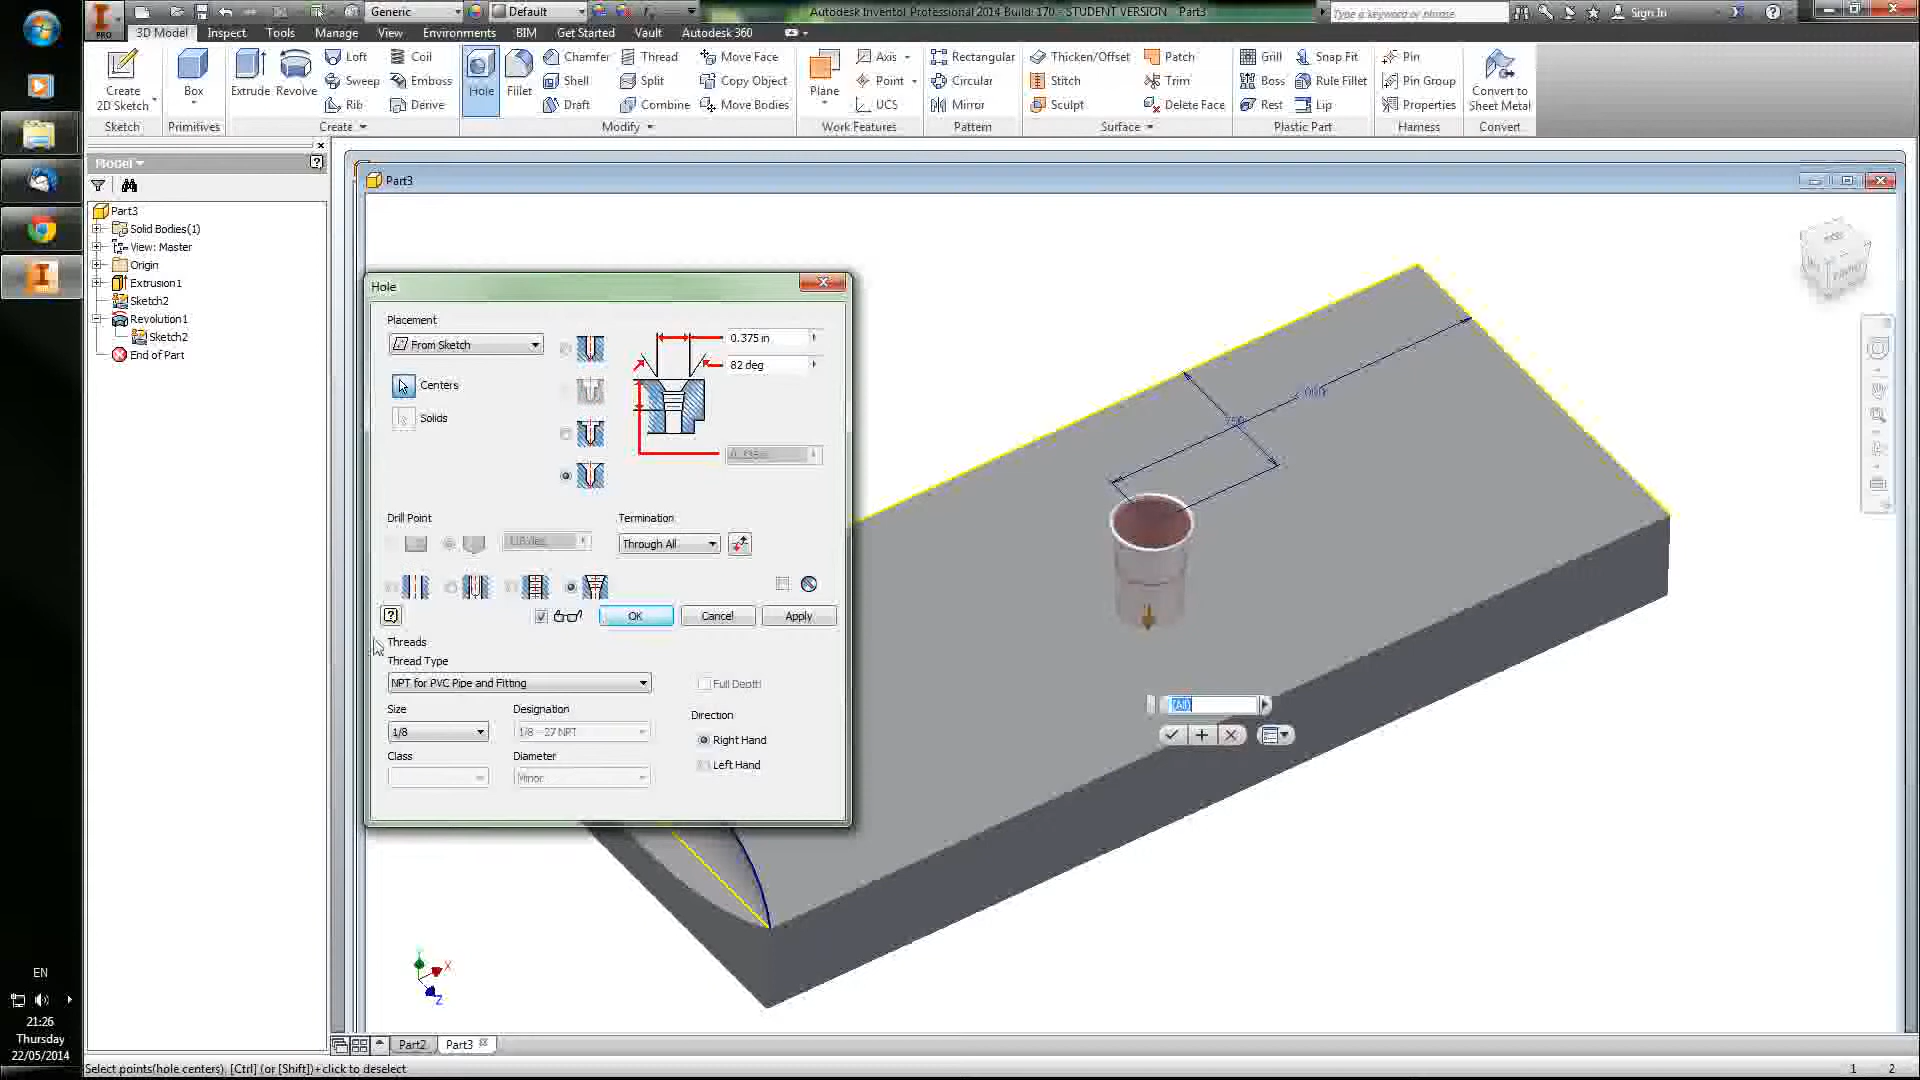 Generic
Default
Autodesk Inventor Professional 2014 Build: 170 - STUDENT VERSION Part3
Type a keyword or phrase
Sign In
PRO
3D Model Inspect Tools Manage View Environments BIM Get Started Vault Autodesk 360
Create
2D Sketch
Box
Extrude
Revolve
Loft
Sweep
Rib
Coil
Emboss
Derive
Hole
Fillet
Chamfer
Shell
Draft
Thread
Split
Combine
Move Face
Copy Object
Move Bodies
Plane
Axis
Point
UCS
Rectangular
Circular
Mirror
Thicken/Offset
Stitch
Sculpt
Patch
Trim
Delete Face
Grill
Boss
Rest
Snap Fit
Rule Fillet
Lip
Pin
Pin Group
Properties
Convert to
Sheet Metal
Sketch
Primitives
Create
Modify
Work Features
Pattern
Surface
Plastic Part
Harness
Convert
Model
Part3
Solid Bodies(1)
View: Master
Origin
Extrusion1
Sketch2
Revolution1
Sketch2
End of Part
Part3
Hole
Placement
From Sketch
Centers
Solids
0.375 in
82 deg
Drill Point
Termination
Through All
OK
Cancel
Apply
Threads
Thread Type
NPT for PVC Pipe and Fitting
Full Depth
Size
Designation
Direction
1/8
1/8 - 27 NPT
Right Hand
Class
Diameter
Left Hand
Minor
.750
(All)
Y
X
Z
EN
21:26
Thursday
22/05/2014
Part2
Part3
Select points(hole centers), [Ctrl] (or [Shift])+click to deselect
1
2